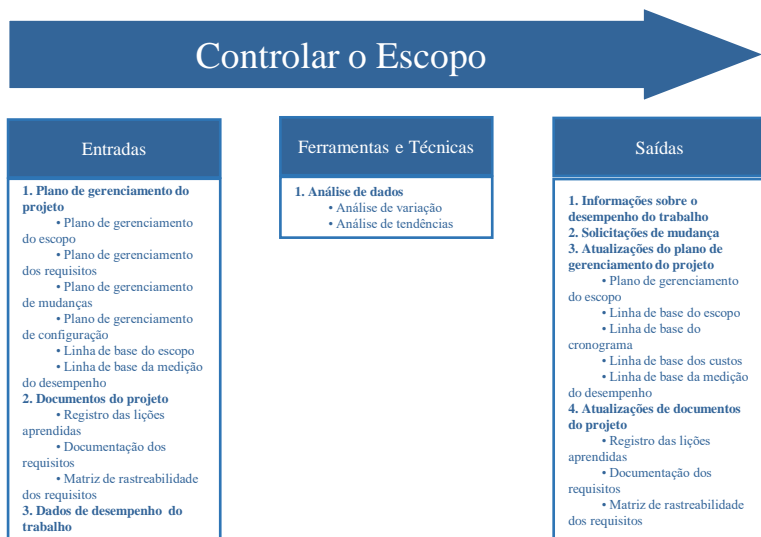 Controlar o Escopo
Entradas
1. Plano de gerenciamento do
projeto
• Plano de gerenciamento
do escopo
• Plano de gerenciamento
dos requisitos
• Plano de gerenciamento
de mudanças
• Plano de gerenciamento
de configuração
• Linha de base do escopo
• Linha de base da medição
do desempenho
2. Documentos do projeto
• Registro das lições
aprendidas
• Documentação dos
requisitos
• Matriz de rastreabilidade
dos requisitos
3. Dados de desempenho do
trabalho
Ferramentas e Técnicas
1. Análise de dados
• Análise de variação
• Análise de tendências
Saídas
1. Informações sobre o
desempenho do trabalho
2. Solicitações de mudança
3. Atualizações do plano de
gerenciamento do projeto
• Plano de gerenciamento
do escopo
• Linha de base do escopo
• Linha de base do
cronograma
• Linha de base dos custos
• Linha de base da medição
do desempenho
4. Atualizações de documentos
do projeto
• Registro das lições
aprendidas
• Documentação dos
requisitos
• Matriz de rastreabilidade
dos requisitos